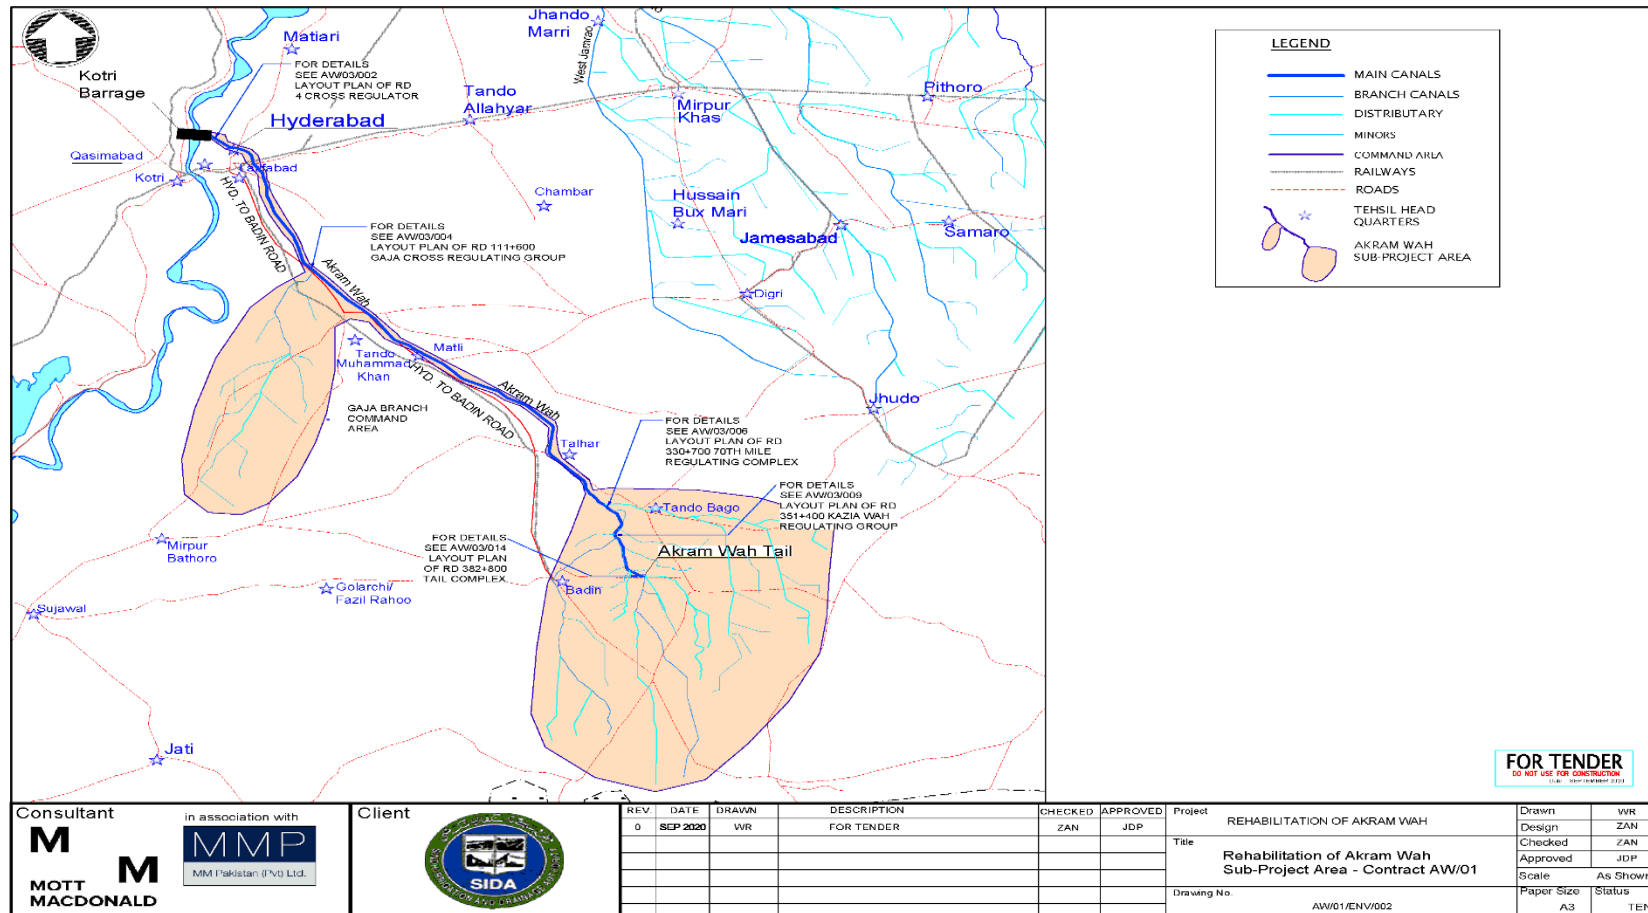 Jhando
Marri
West Jamrao
Matiari
Kotri
Barrage
FOR DETAILS
SEE AW/03/002
LAYOUT PLAN OF RD
4 CROSS REGULATOR
Tando
Allahyar
Mirpur
Khas
Pithoro
Hyderabad
Qasimabad
Kotri
Chambar
Hussain
Bux Mari
Jamesabad
Samaro
HYD. TO BADIN ROAD
FOR DETAILS
SEE AW/03/004
LAYOUT PLAN OF RD 111+600
GAJA CROSS REGULATING GROUP
Akram Wah
Digri
Tando
Muhammad
Khan
Matli
HYD. TO BADIN ROAD
Akram Wah
Jhudo
GAJA BRANCH
COMMAND
AREA
Talhar
FOR DETAILS
SEE AW/03/006
LAYOUT PLAN OF RD
330+700 70TH MILE
REGULATING COMPLEX
FOR DETAILS
SEE AW/03/009
LAYOUT PLAN OF RD
351+400 KAZIA WAH
REGULATING GROUP
Tando Bago
FOR DETAILS
SEE AW/03/014
LAYOUT PLAN
OF RD 382+800
TAIL COMPLEX
Akram Wah Tail
Mirpur
Bathoro
Badin
Golarchi/
Fazil Rahoo
Sujawal
Jati
LEGEND
MAIN CANALS
BRANCH CANALS
DISTRIBUTARY
MINORS
COMMAND AREA
RAILWAYS
ROADS
TEHSIL HEAD
QUARTERS
AKRAM WAH
SUB-PROJECT AREA
FOR TENDER
DO NOT USE FOR CONSTRUCTION
Consultant
in association with
M
M
MOTT
MACDONALD
MMP
MM Pakistan (Pvt) Ltd.
Client
SIDA
REV. DATE DRAWN DESCRIPTION CHECKED APPROVED
0 SEP 2020 WR FOR TENDER ZAN JDP
Project
REHABILITATION OF AKRAM WAH
Title
Rehabilitation of Akram Wah
Sub-Project Area - Contract AW/01
Drawing No.
AW/01/ENV/002
Drawn WR
Design ZAN
Checked ZAN
Approved JDP
Scale As Shown
Paper Size Status
A3 TEN